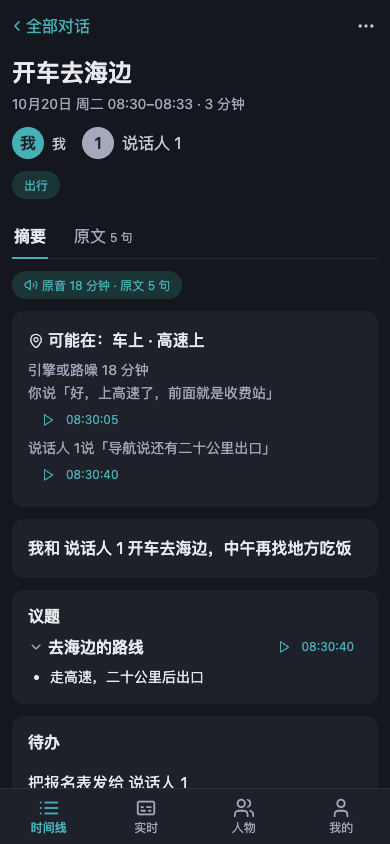 全部对话
开车去海边
10月20日 周二 08:30–08:33 · 3 分钟
我 我 1 说话人 1
出行
摘要 原文 5 句
原音 18 分钟 · 原文 5 句
可能在：车上 · 高速上
引擎或路噪 18 分钟
你说「好，上高速了，前面就是收费站」
08:30:05
说话人 1说「导航说还有二十公里出口」
08:30:40
我和 说话人 1 开车去海边，中午再找地方吃饭
议题
去海边的路线 08:30:40
走高速，二十公里后出口
待办
把报名表发给 说话人 1
时间线 实时 人物 我的